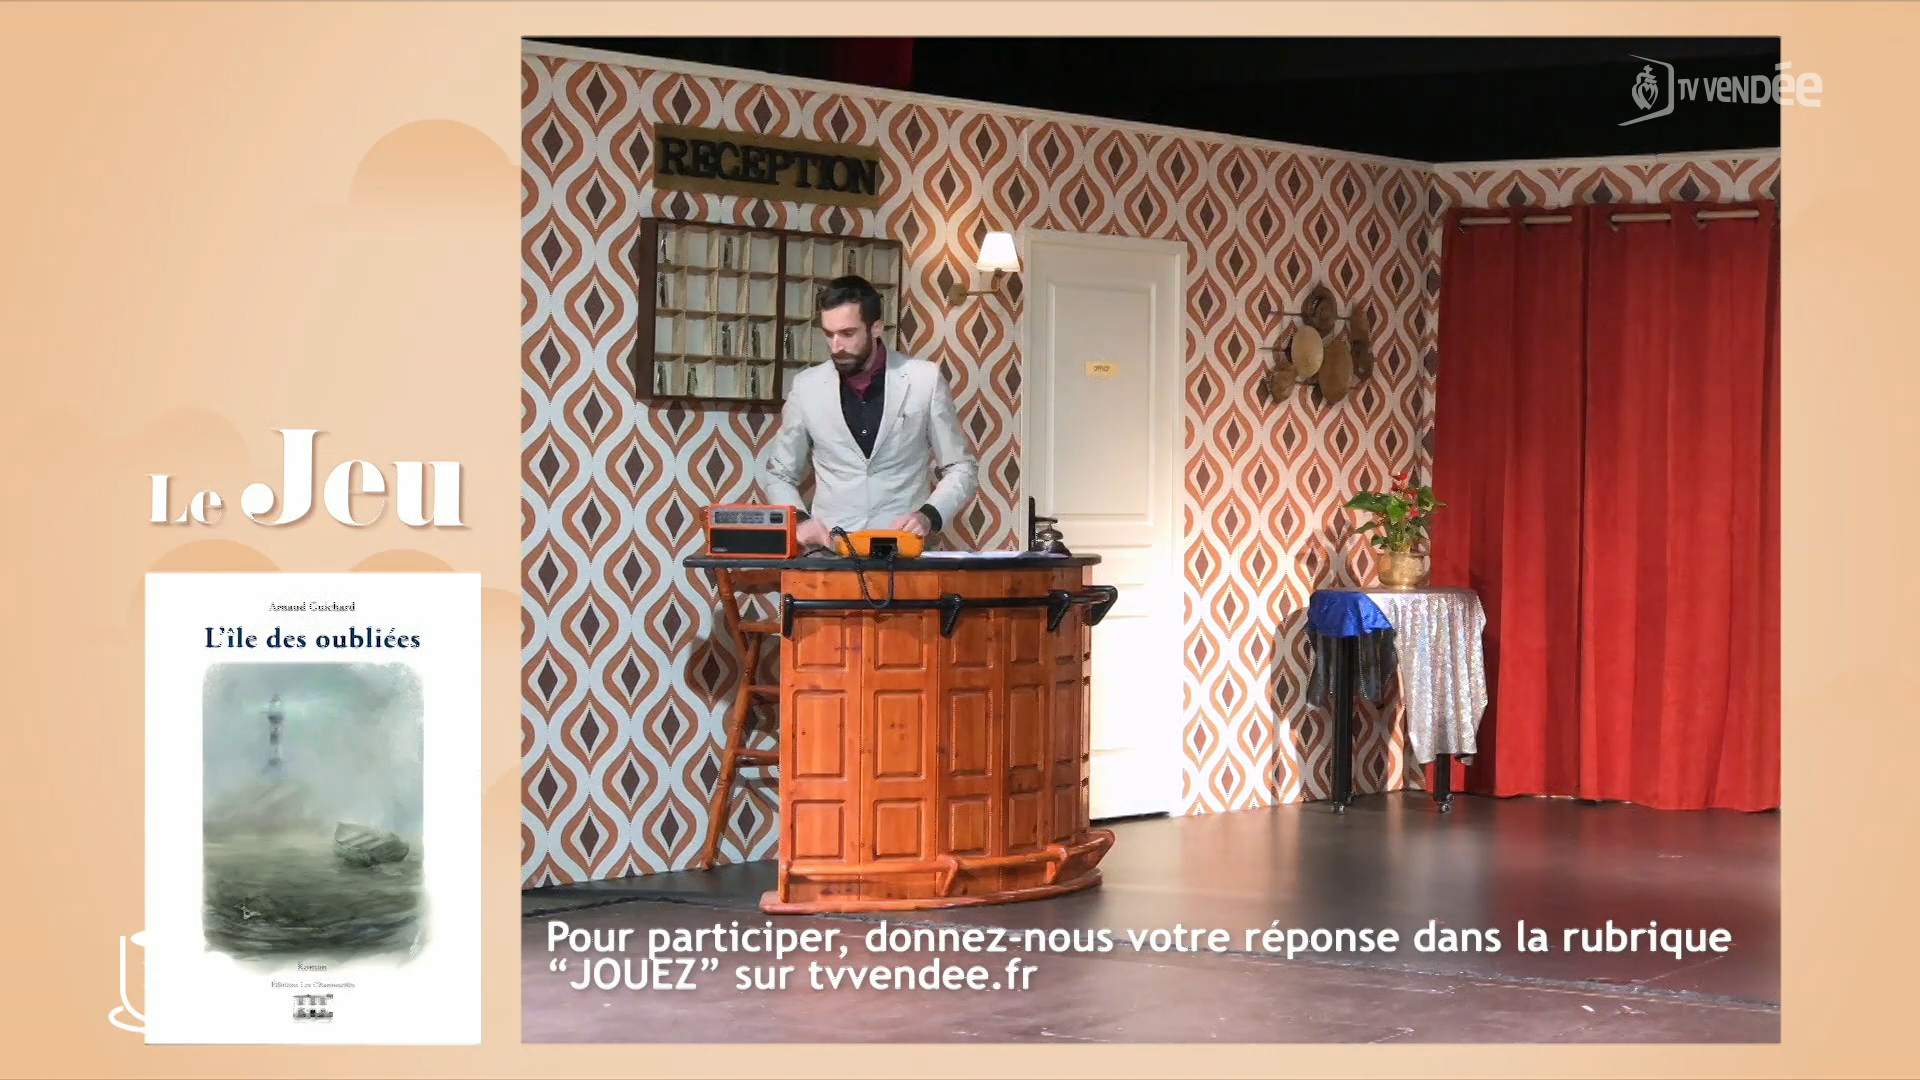 TV VENDÉE
RECEPTION
OFFICE
Le Jeu
Arnaud Guichard
L'île des oubliées
Roman
Pour participer, donnez-nous votre réponse dans la rubrique
“JOUEZ” sur tvvendee.fr